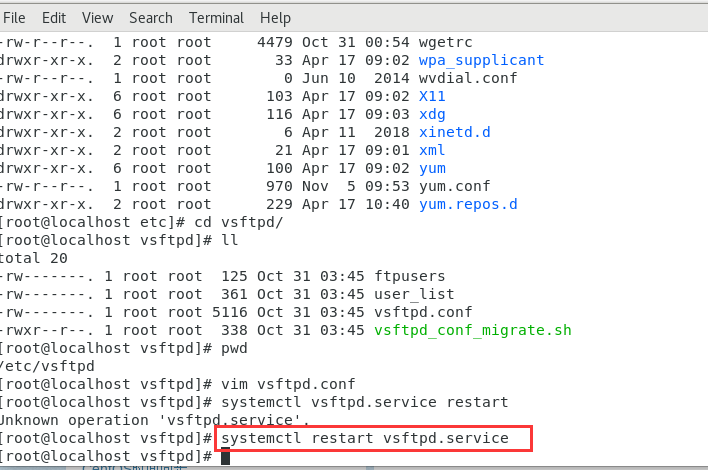 File Edit View Search Terminal Help
-rw-r--r--. 1 root root 4479 Oct 31 00:54 wgetrc
drwxr-xr-x. 2 root root 33 Apr 17 09:02 wpa_supplicant
-rw-r--r--. 1 root root 0 Jun 10 2014 wvdial.conf
drwxr-xr-x. 6 root root 103 Apr 17 09:02 X11
drwxr-xr-x. 6 root root 116 Apr 17 09:03 xdg
drwxr-xr-x. 2 root root 6 Apr 11 2018 xinetd.d
drwxr-xr-x. 2 root root 21 Apr 17 09:01 xml
drwxr-xr-x. 6 root root 100 Apr 17 09:02 yum
-rw-r--r--. 1 root root 970 Nov 5 09:53 yum.conf
drwxr-xr-x. 2 root root 229 Apr 17 10:40 yum.repos.d
[root@localhost etc]# cd vsftpd/
[root@localhost vsftpd]# ll
total 20
-rw-------. 1 root root 125 Oct 31 03:45 ftpusers
-rw-------. 1 root root 361 Oct 31 03:45 user_list
-rw-------. 1 root root 5116 Oct 31 03:45 vsftpd.conf
-rwxr--r--. 1 root root 338 Oct 31 03:45 vsftpd_conf_migrate.sh
[root@localhost vsftpd]# pwd
/etc/vsftpd
[root@localhost vsftpd]# vim vsftpd.conf
[root@localhost vsftpd]# systemctl vsftpd.service restart
Unknown operation 'vsftpd.service'.
[root@localhost vsftpd]# systemctl restart vsftpd.service
[root@localhost vsftpd]#